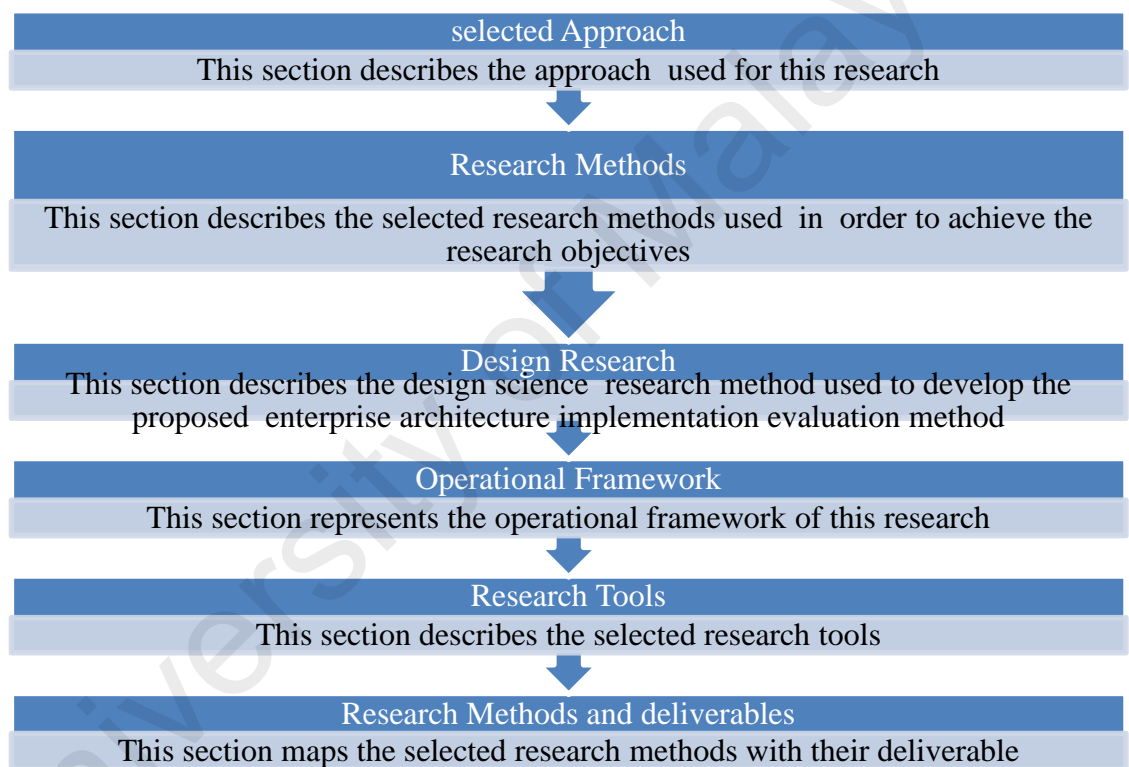 selected Approach
This section describes the approach used for this research
Research Methods
This section describes the selected research methods used in order to achieve the
research objectives
Design Research
This section describes the design science research method used to develop the
proposed enterprise architecture implementation evaluation method
Operational Framework
This section represents the operational framework of this research
Research Tools
This section describes the selected research tools
Research Methods and deliverables
This section maps the selected research methods with their deliverable
University of Malay